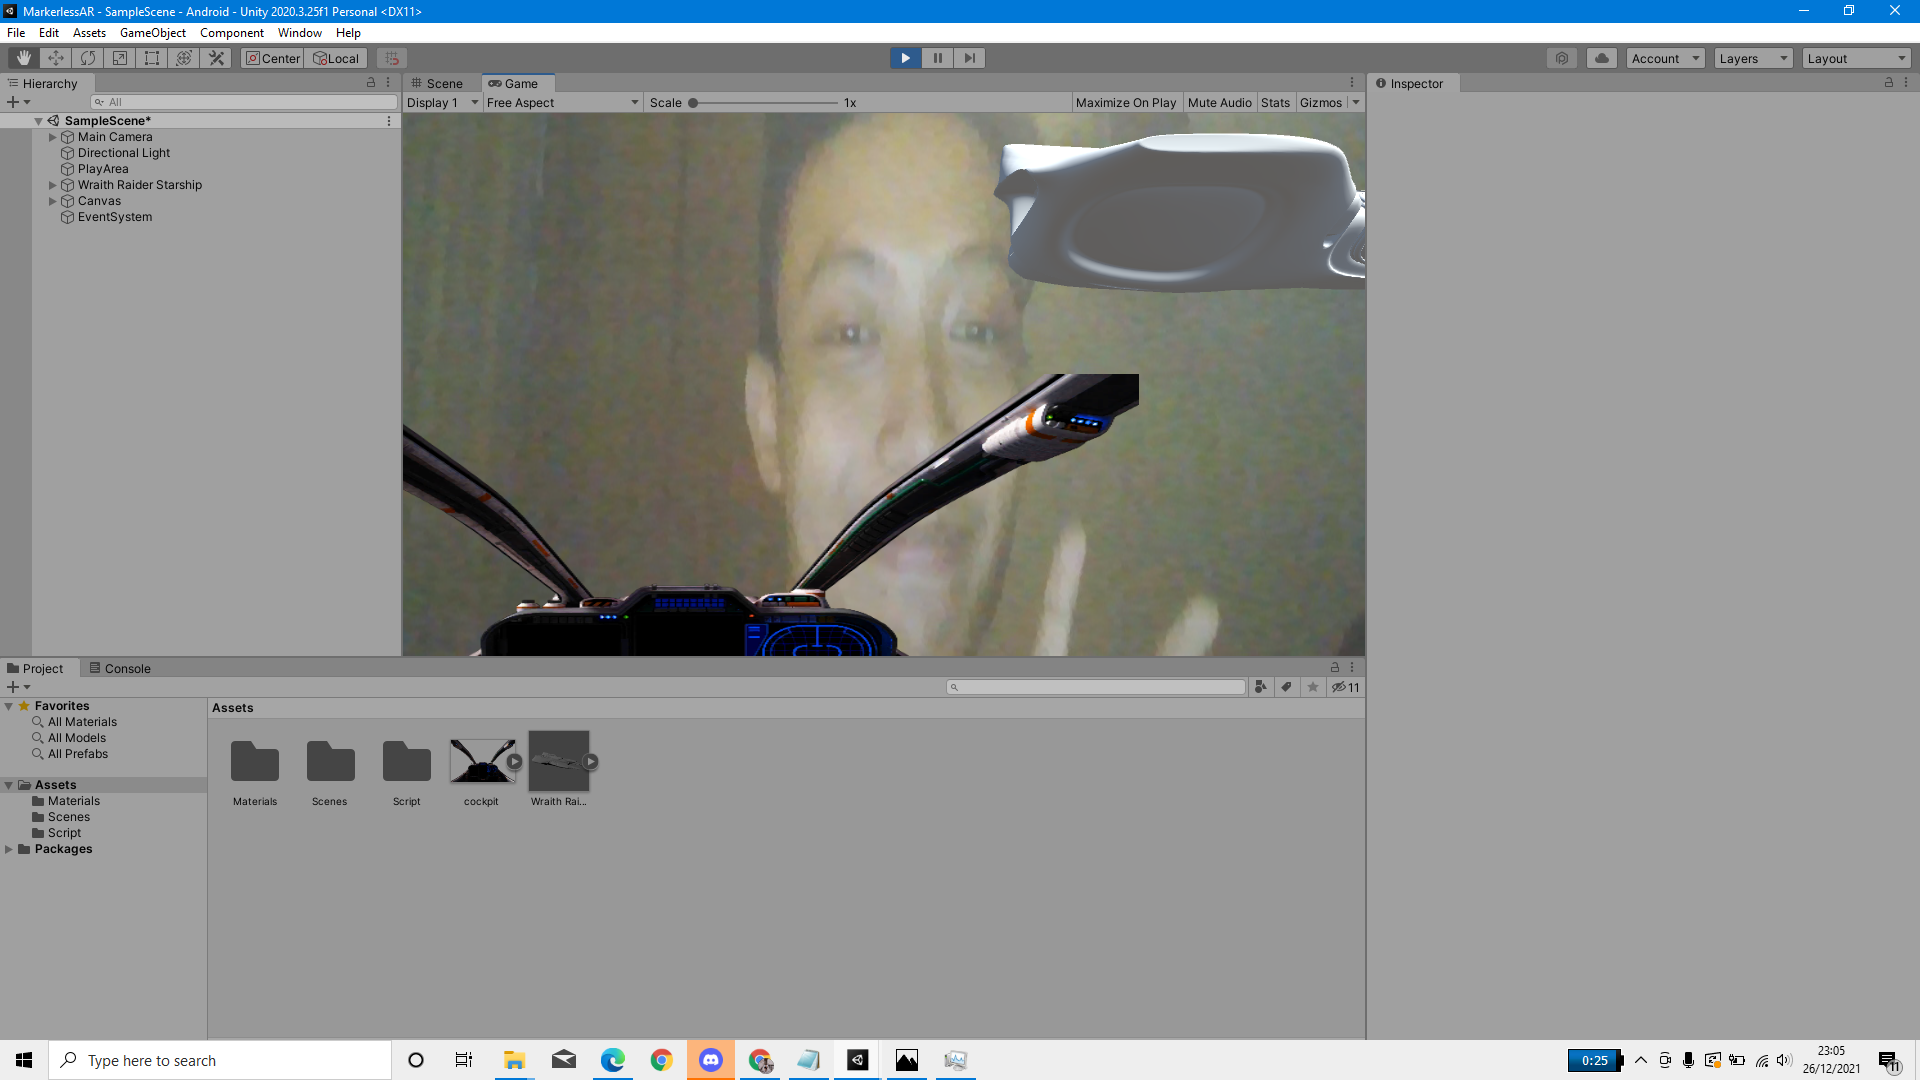 MarkerlessAR - SampleScene - Android - Unity 2020.3.25f1 Personal <DX11>
File Edit Assets GameObject Component Window Help
Center Local Account Layers Layout
Hierarchy Scene Game Inspector
All Display 1 Free Aspect Scale 1x Maximize On Play Mute Audio Stats Gizmos
SampleScene*
Main Camera
Directional Light
PlayArea
Wraith Raider Starship
Canvas
EventSystem
Project Console
11
Favorites
All Materials
All Models
All Prefabs
Assets
Materials
Scenes
Script
Packages
Assets
Materials Scenes Script cockpit Wraith Rai...
Type here to search
0:25
23:05
26/12/2021
11